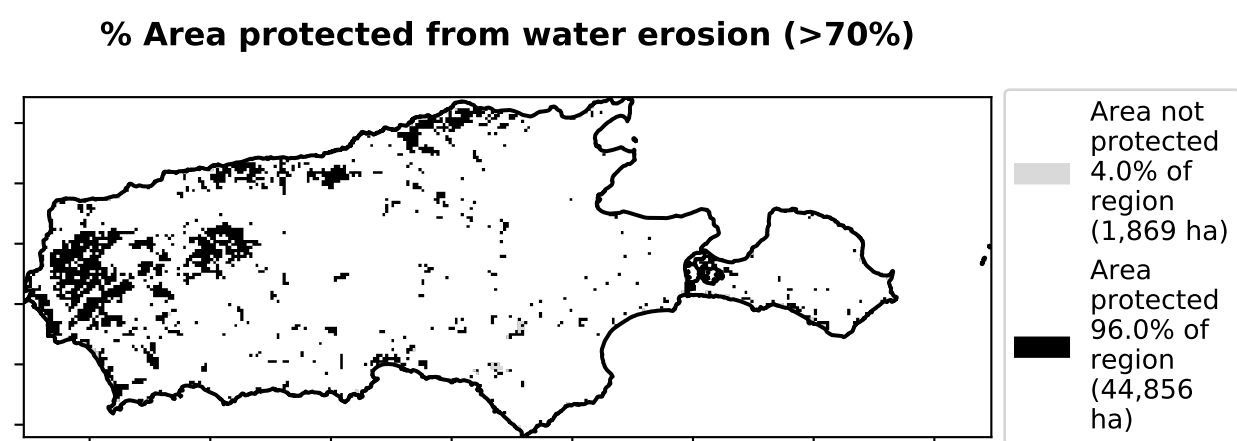 % Area protected from water erosion (>70%)
Area not
protected
4.0% of
region
(1,869 ha)
Area
protected
96.0% of
region
(44,856
ha)